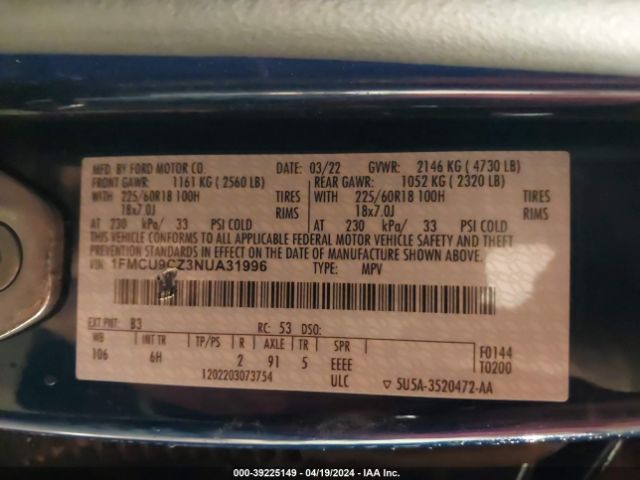 MFD. BY FORD MOTOR CO. DATE: 03/22 GVWR: 2146 KG ( 4730 LB)
FRONT GAWR: 1161 KG ( 2560 LB) REAR GAWR: 1052 KG ( 2320 LB)
WITH 225/60R18 100H TIRES WITH 225/60R18 100H TIRES
18x7.0J RIMS 18x7.0J RIMS
AT 230 kPa/ 33 PSI COLD AT 230 kPa/ 33 PSI COLD
THIS VEHICLE CONFORMS TO ALL APPLICABLE FEDERAL MOTOR VEHICLE SAFETY AND THEFT
PREVENTION STANDARDS IN EFFECT ON THE DATE OF MANUFACTURE SHOWN ABOVE.
VIN: 1FMCU9CZ3NUA31996 TYPE: MPV
EXT PNT: B3 RC: 53 DSO:
WB INT TR TP/PS R AXLE TR SPR F0144
106 6H 2 91 5 EEEE T0200
1202203073754 ULC ▽ 5U5A-3520472-AA
000-39225149 - 04/19/2024 - IAA Inc.